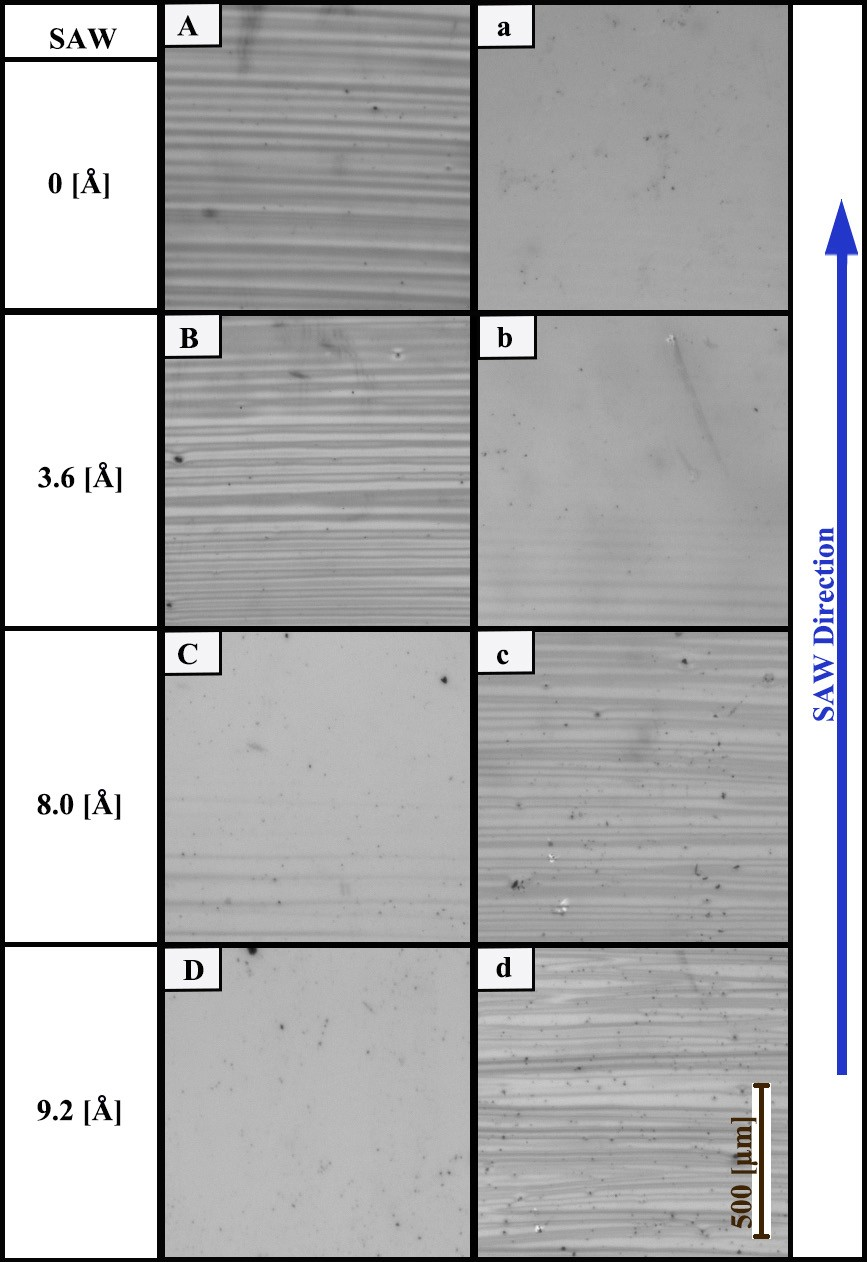 SAW
A
a
0 [Å]
B
b
3.6 [Å]
C
c
8.0 [Å]
D
d
9.2 [Å]
500 [µm]
SAW Direction